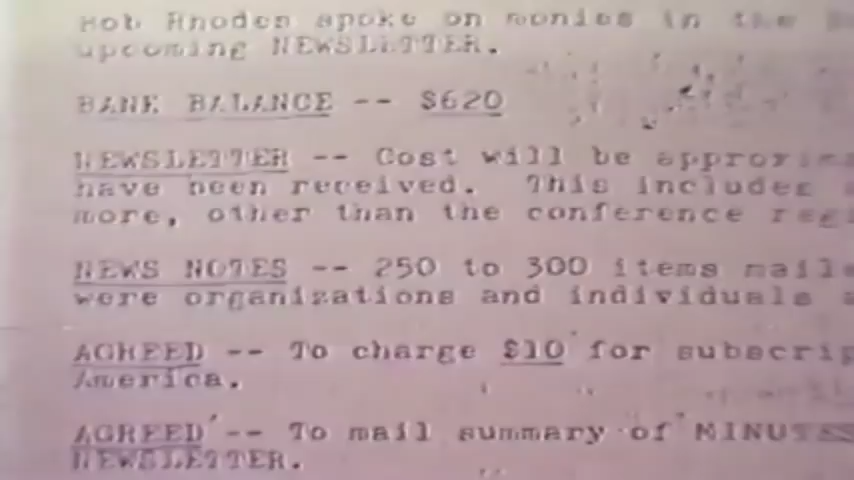 Bob Rhodes spoke on monies in the
upcoming NEWSLETTER.
BANK BALANCE -- $620
NEWSLETTER -- Cost will be
have been received. This includes
more, other than the conference
NEWS NOTES -- 250 to 300 items
were organizations and individuals
AGREED -- To charge $10 for
America.
AGREED -- To mail summary of MINUTES
NEWSLETTER.